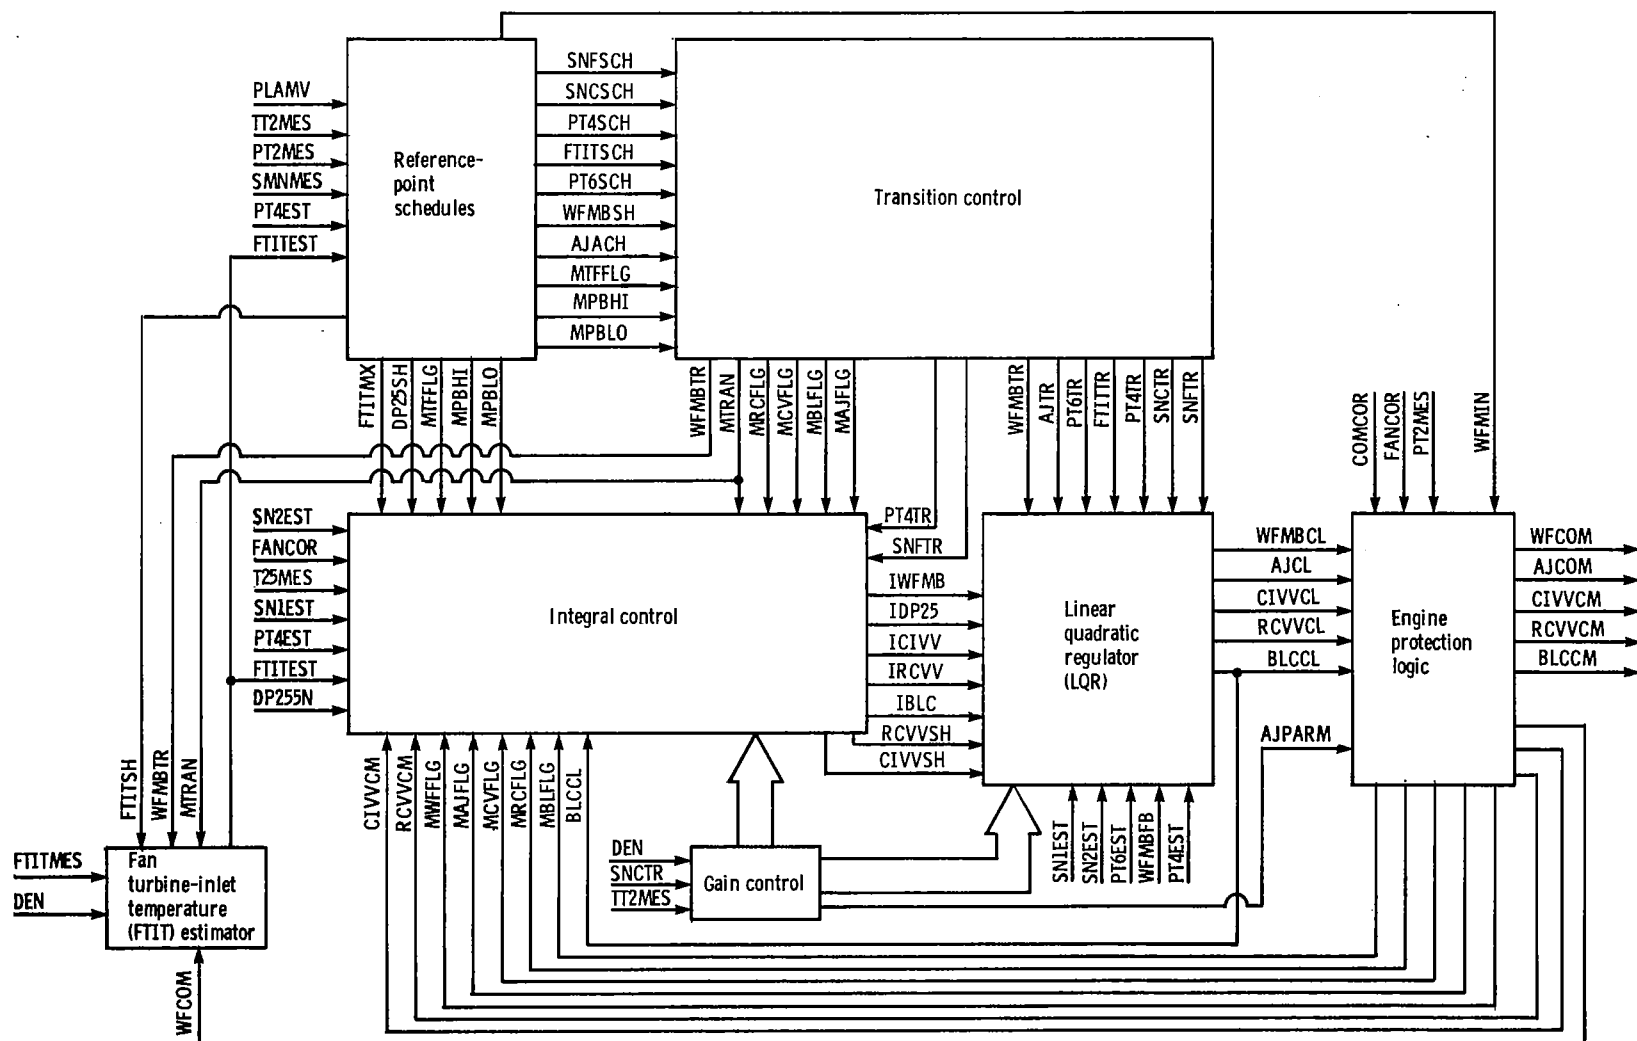 SNFSCH
SNCSCH
PT4SCH
FTITSCH
PT6SCH
WFMBSH
AJACH
MTFFLG
MPBHI
MPBLO
PLAMV
TT2MES
PT2MES
SMNMES
PT4EST
FTITEST
Reference-
point
schedules
Transition control
FTITMX
DP25SH
MTFFLG
MPBHI
MPBLO
WFMBTR
MTRAN
MRCFLG
MCVFLG
MBLFLG
MAJFLG
WFMBTR
AJTR
PT6TR
FTITTR
PT4TR
SNCTR
SNFTR
COMCOR
FANCOR
PT2MES
WFMIN
SN2EST
FANCOR
T25MES
SN1EST
PT4EST
FTITEST
DP255N
Integral control
PT4TR
SNFTR
IWFMB
IDP25
ICIVV
IRCVV
IBLC
RCVVSH
CIVVSH
Linear
quadratic
regulator
(LQR)
WFMBCL
AJCL
CIVVCL
RCVVCL
BLCCL
AJPARM
Engine
protection
logic
WFCOM
AJCOM
CIVVCM
RCVVCM
BLCCM
FTITSH
WFMBTR
MTRAN
CIVVCM
RCVVCM
MWFFLG
MAJFLG
MCVFLG
MRCFLG
MBLFLG
BLCCL
SN1EST
SN2EST
PT6EST
WFMBFB
PT4EST
DEN
SNCTR
TT2MES
Gain control
FTITMES
DEN
Fan
turbine-inlet
temperature
(FTIT) estimator
WFCOM